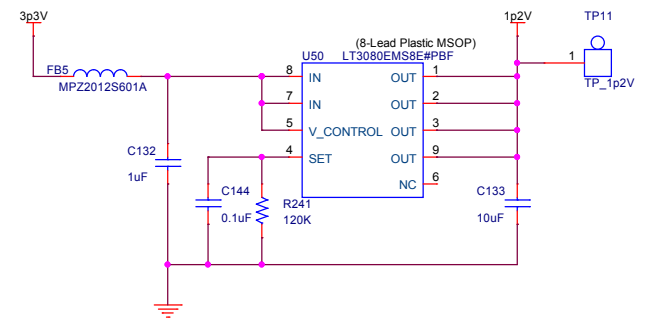 3p3V
1p2V
TP11
(8-Lead Plastic MSOP)
U50
LT3080EMS8E#PBF
FB5
MPZ2012S601A
1
TP_1p2V
8 IN OUT 1
7 IN OUT 2
5 V_CONTROL OUT 3
4 SET OUT 9
NC 6
C132
1uF
C144
0.1uF
R241
120K
C133
10uF